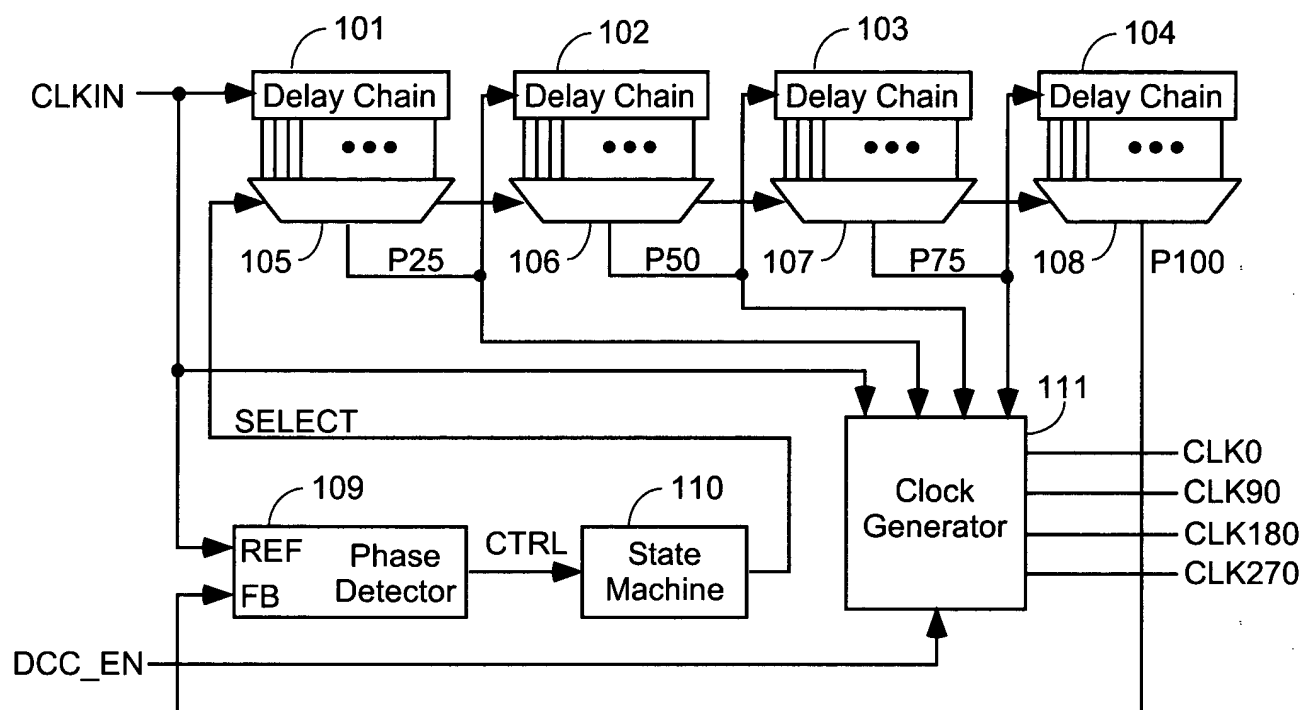 101
102
103
104
CLKIN
Delay Chain
Delay Chain
Delay Chain
Delay Chain
105
P25
106
P50
107
P75
108
P100
SELECT
111
CLK0
CLK90
CLK180
CLK270
Clock
Generator
109
110
REF
FB
Phase
Detector
CTRL
State
Machine
DCC_EN